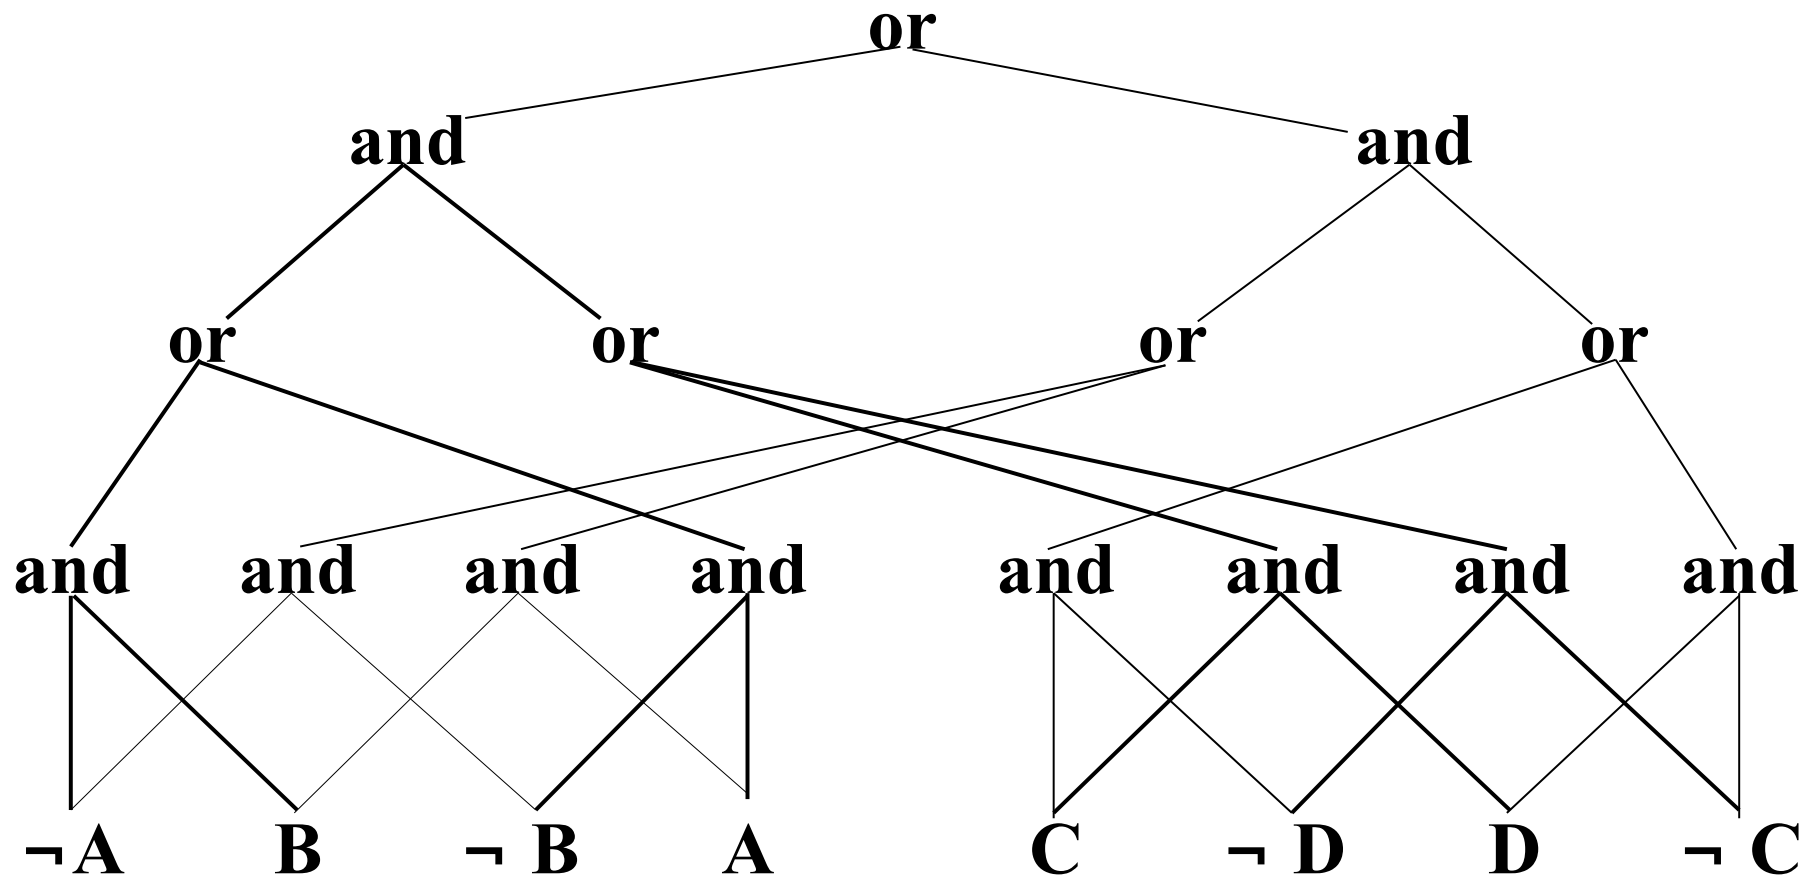 or
and and
or or or or
and and and and and and and and
¬A B ¬ B A C ¬ D D ¬ C